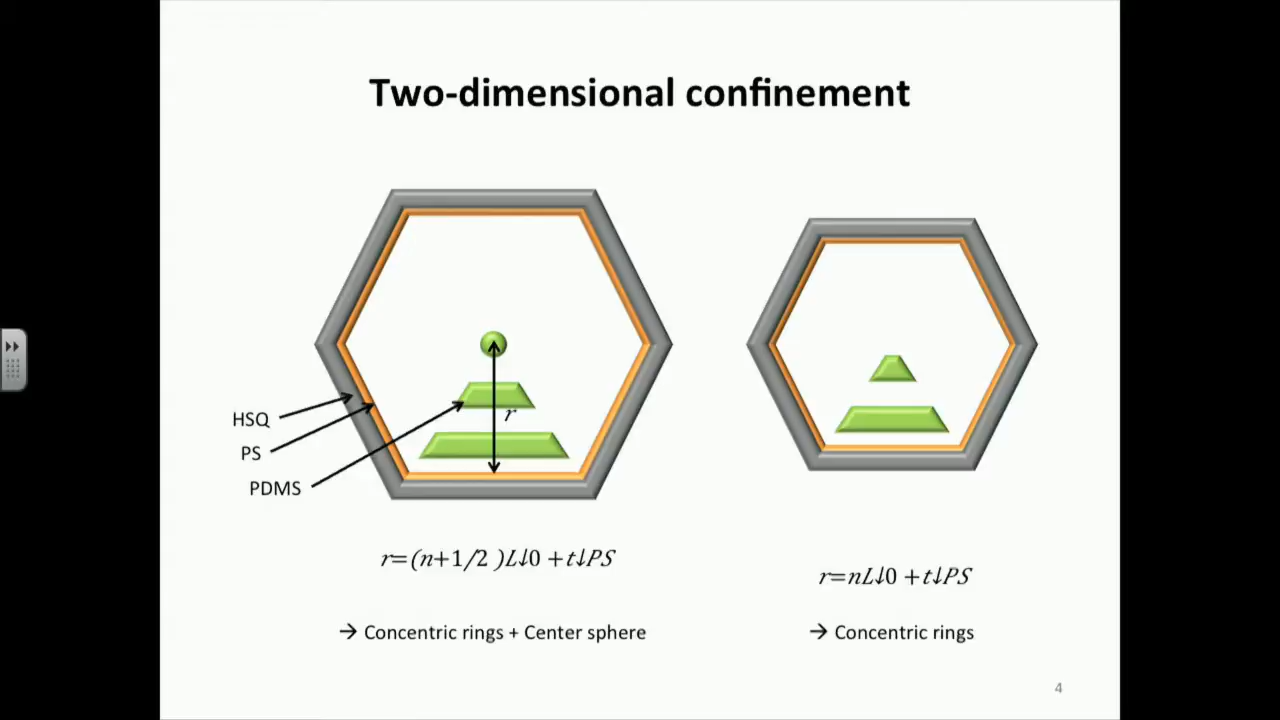 Two-dimensional confinement
r
HSQ
PS
PDMS
r=(n+1/2 )L↓0 +t↓PS
r=nL↓0 +t↓PS
→ Concentric rings + Center sphere
→ Concentric rings
4